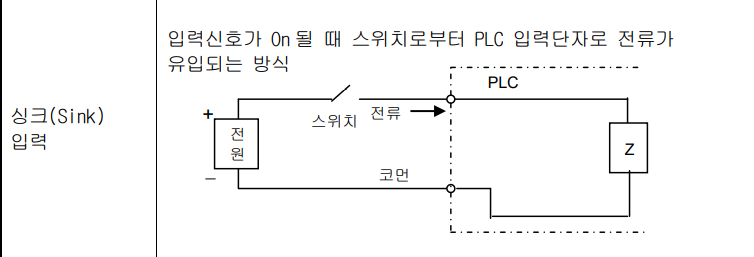 입력신호가 On될 때 스위치로부터 PLC 입력단자로 전류가
유입되는 방식
싱크(Sink)
입력
PLC
+
스위치
전류
전
원
Z
코먼
−